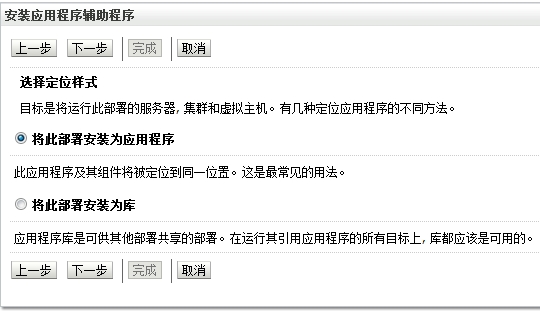 安装应用程序辅助程序
上一步 下一步 完成 取消
选择定位样式
目标是将运行此部署的服务器, 集群和虚拟主机。有几种定位应用程序的不同方法。
将此部署安装为应用程序
此应用程序及其组件将被定位到同一位置。这是最常见的用法。
将此部署安装为库
应用程序库是可供其他部署共享的部署。在运行其引用应用程序的所有目标上, 库都应该是可用的。
上一步 下一步 完成 取消